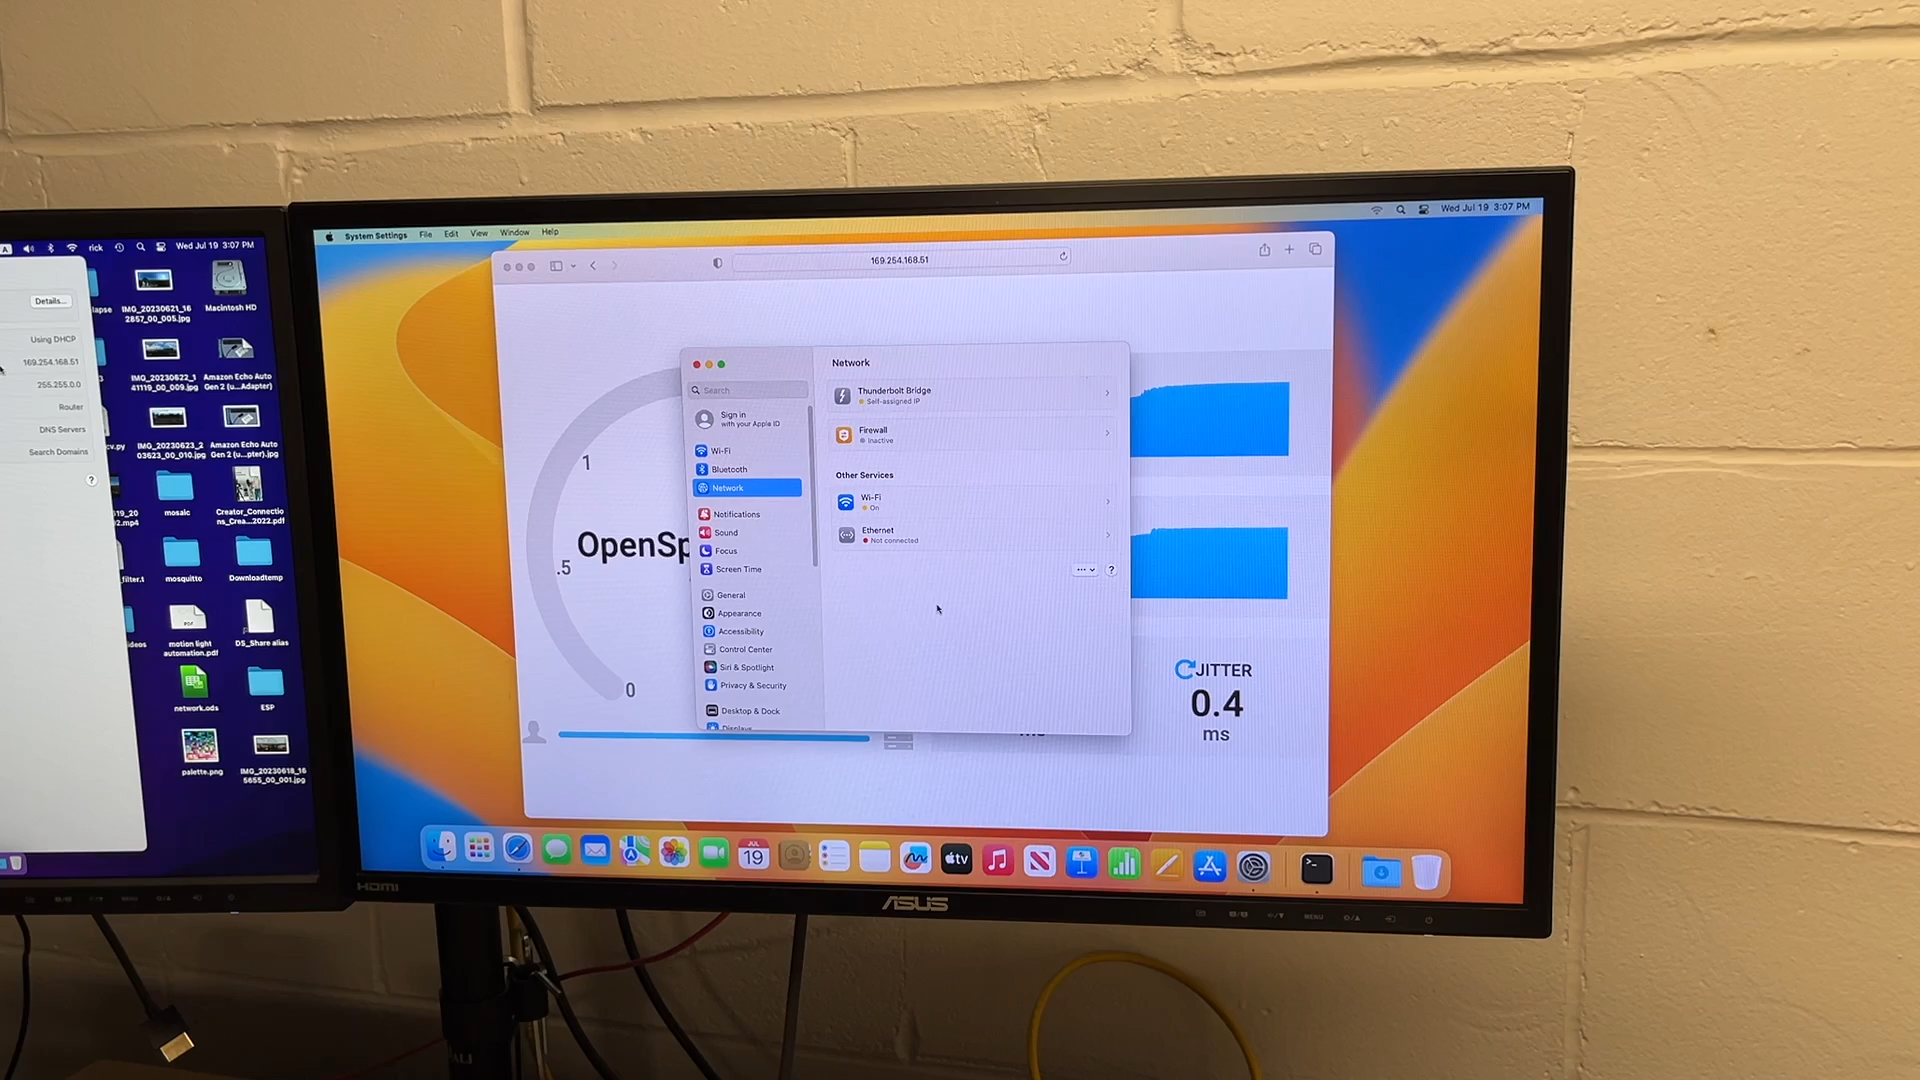 rick
Wed Jul 19 3:07 PM
Details...
Using DHCP
169.254.168.51
255.255.0.0
Router
DNS Servers
Search Domains
?
lapse
IMG_20230621_16
2857_00_005.jpg
Macintosh HD
IMG_20230622_1
41119_00_009.jpg
Amazon Echo Auto
Gen 2 (u...Adapter)
IMG_20230623_2
03623_00_010.jpg
Amazon Echo Auto
Gen 2 (u...pter).jpg
mosaic
Creator_Connectio
ns_Crea...2022.pdf
mosquitto
Downloadtemp
motion light
automation.pdf
DS_Share alias
network.ods
ESP
palette.png
IMG_20230618_16
5655_00_001.jpg
System Settings File Edit View Window Help
Wed Jul 19 3:07 PM
169.254.168.51
1
.5
0
OpenSp
JITTER
0.4
ms
Search
Sign in
with your Apple ID
Wi-Fi
Bluetooth
Network
Notifications
Sound
Focus
Screen Time
General
Appearance
Accessibility
Control Center
Siri & Spotlight
Privacy & Security
Desktop & Dock
Displays
Network
Thunderbolt Bridge
Self-assigned IP
Firewall
Inactive
Other Services
Wi-Fi
On
Ethernet
Not connected
?
JUL
19
tv
HDMI
ASUS
MENU